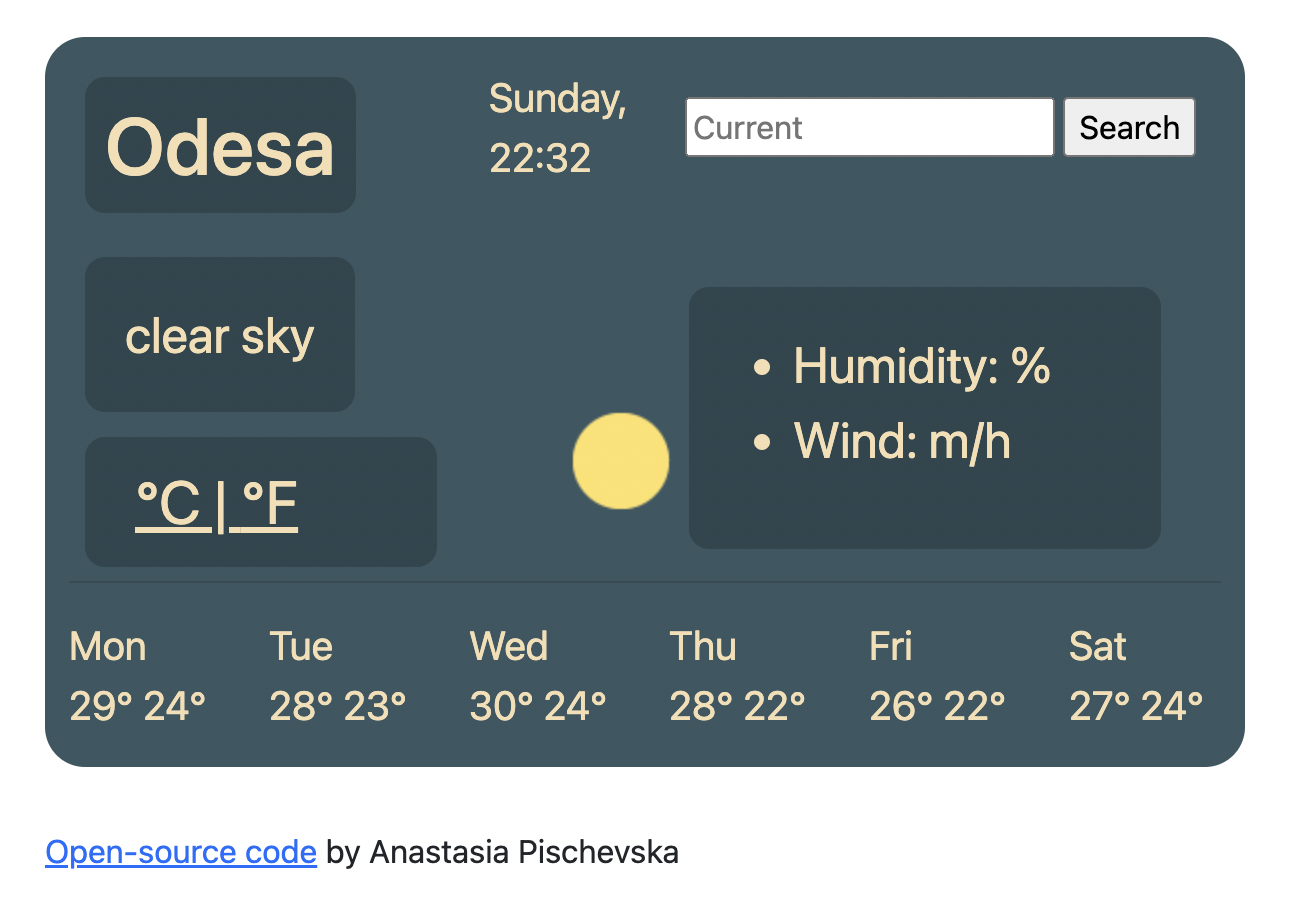 Odesa
Sunday,
22:32
Current
Search
clear sky
• Humidity: %
• Wind: m/h
°C | °F
Mon Tue Wed Thu Fri Sat
29° 24° 28° 23° 30° 24° 28° 22° 26° 22° 27° 24°
Open-source code by Anastasia Pischevska